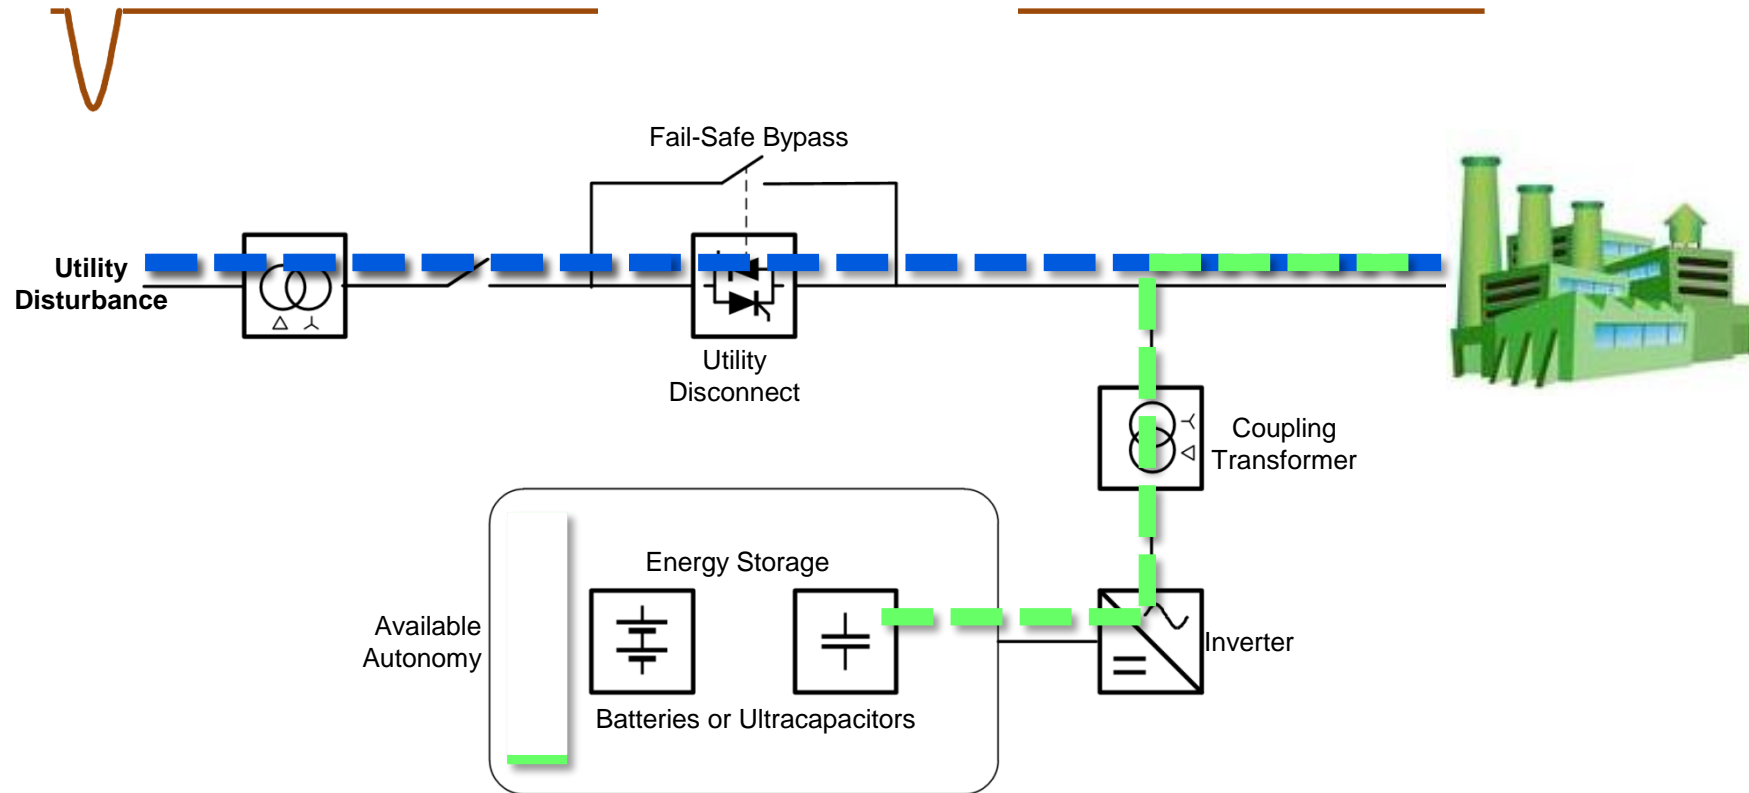 Fail-Safe Bypass
Utility
Disturbance
Utility
Disconnect
Coupling
Transformer
Energy Storage
Available
Autonomy
Inverter
Batteries or Ultracapacitors